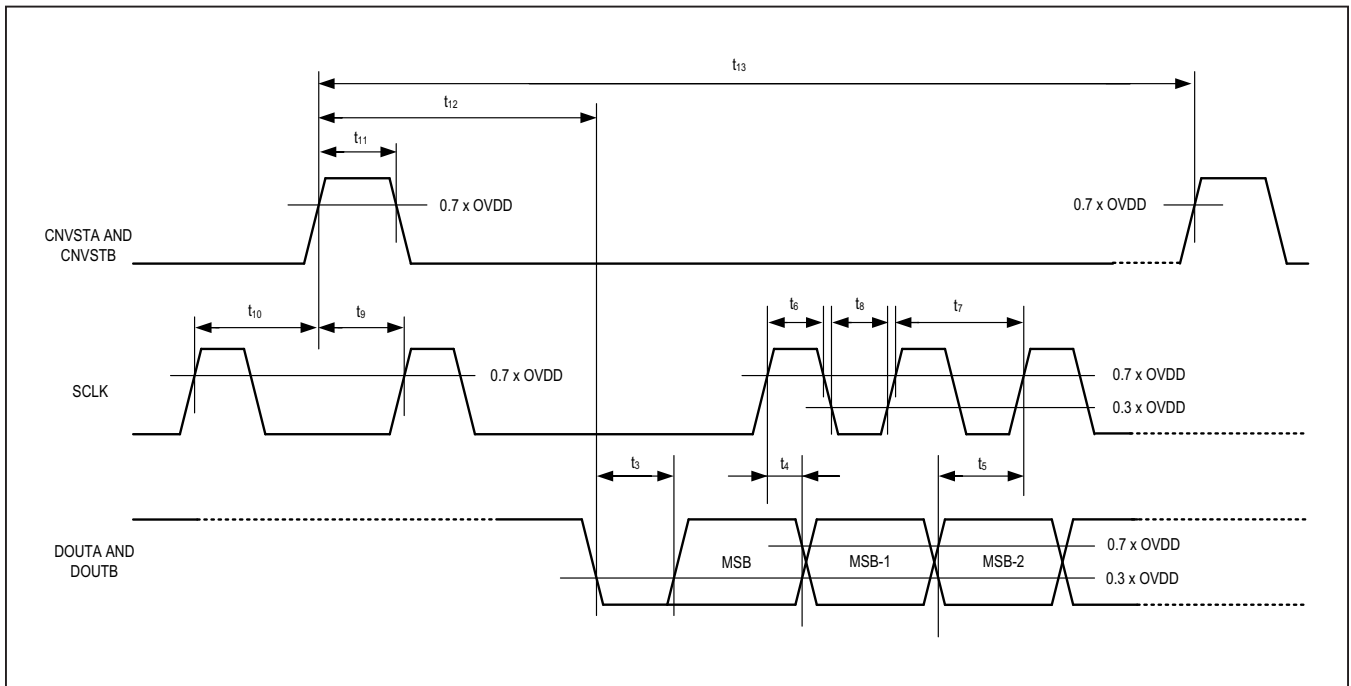 t13
t12
t11
0.7 x OVDD
0.7 x OVDD
CNVSTA AND
CNVSTB
t10
t9
t6
t8
t7
0.7 x OVDD
0.7 x OVDD
SCLK
0.3 x OVDD
t3
t4
t5
DOUTA AND
DOUTB
MSB
MSB-1
MSB-2
0.7 x OVDD
0.3 x OVDD